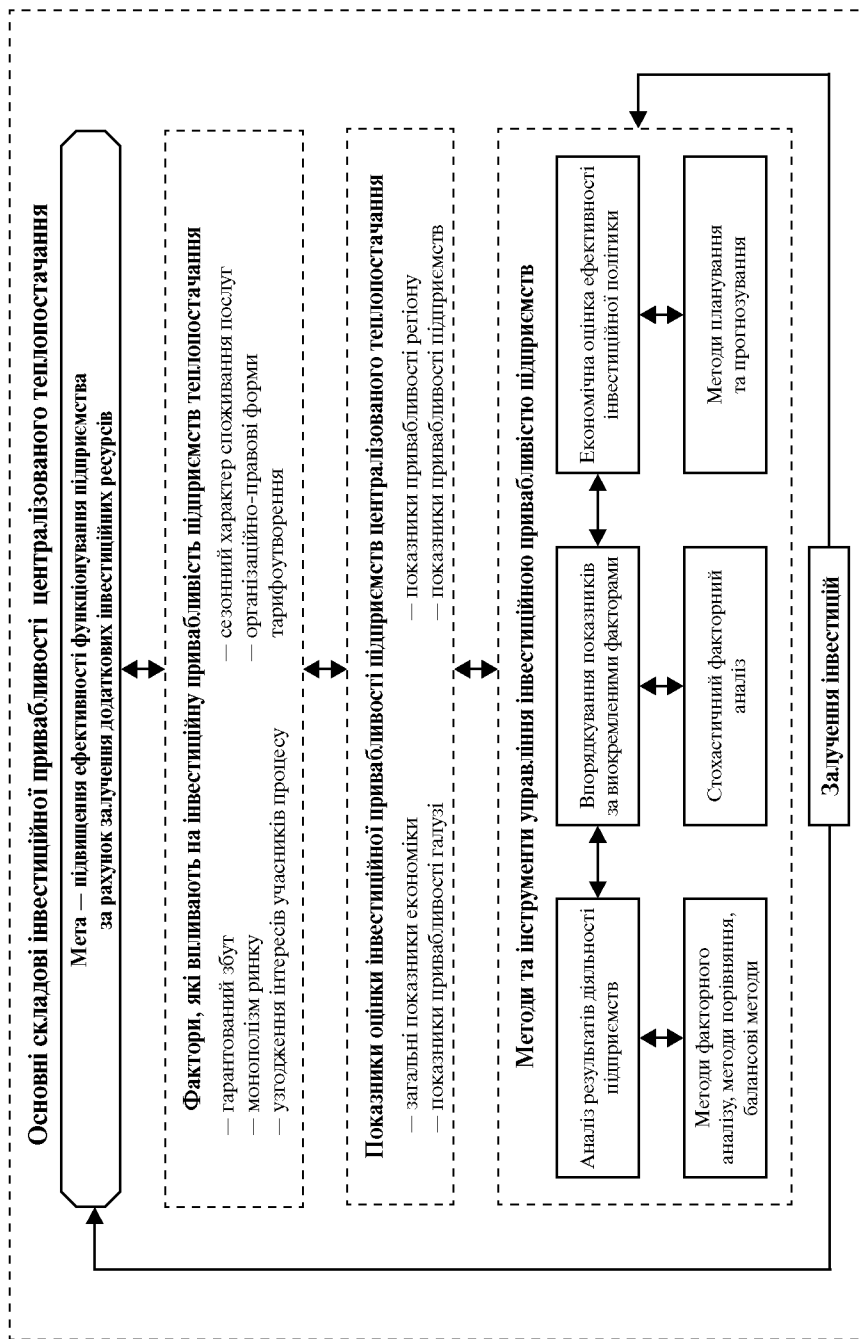 Основні складові інвестиційної привабливості централізованого теплопостачання
Мета — підвищення ефективності функціонування підприємства
за рахунок залучення додаткових інвестиційних ресурсів
Фактори, які впливають на інвестиційну привабливість підприємств теплопостачання
— гарантований збут
— монополізм ринку
— узгодження інтересів учасників процесу
— сезонний характер споживання послуг
— організаційно-правові форми
тарифоутворення
Показники оцінки інвестиційної привабливості підприємств централізованого теплопостачання
— загальні показники економіки
— показники привабливості галузі
— показники привабливості регіону
— показники привабливості підприємств
Методи та інструменти управління інвестиційною привабливістю підприємств
Аналіз результатів діяльності
підприємств
Впорядкування показників
за виокремленими факторами
Економічна оцінка ефективності
інвестиційної політики
Методи факторного
аналізу, методи порівняння,
балансові методи
Стохастичний факторний
аналіз
Методи планування
та прогнозування
Залучення інвестицій